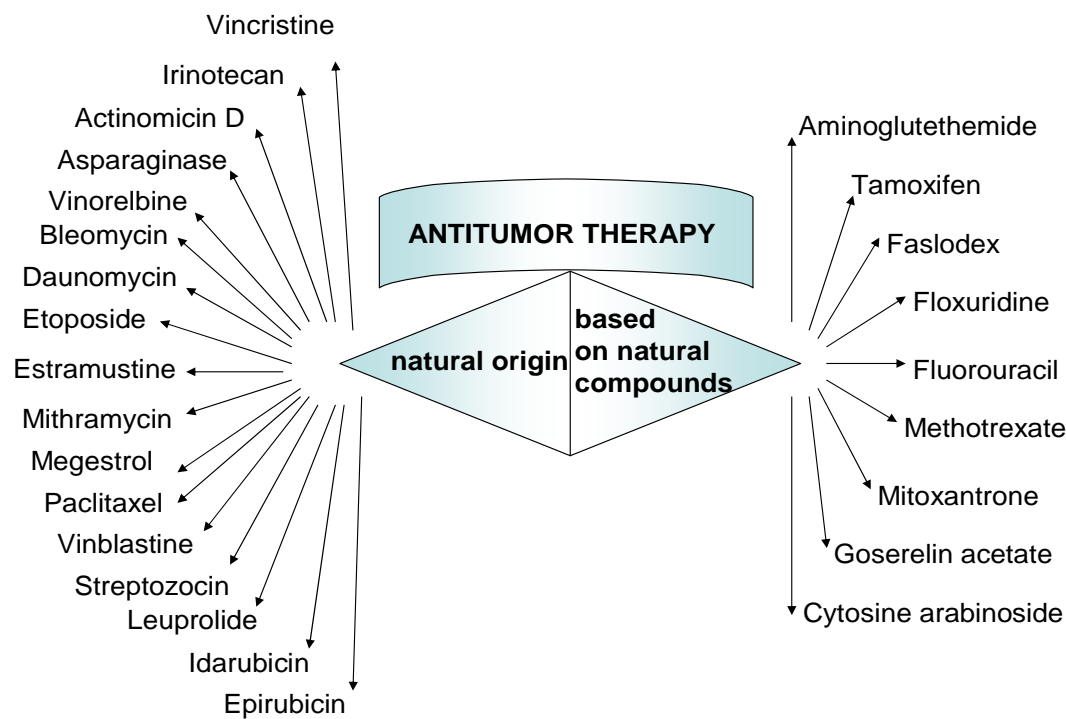 Vincristine
Irinotecan
Actinomicin D
Asparaginase
Vinorelbine
Bleomycin
Daunomycin
Etoposide
Estramustine
Mithramycin
Megestrol
Paclitaxel
Vinblastine
Streptozocin
Leuprolide
Idarubicin
Epirubicin
ANTITUMOR THERAPY
natural origin
based
on natural
compounds
Aminoglutethemide
Tamoxifen
Faslodex
Floxuridine
Fluorouracil
Methotrexate
Mitoxantrone
Goserelin acetate
Cytosine arabinoside